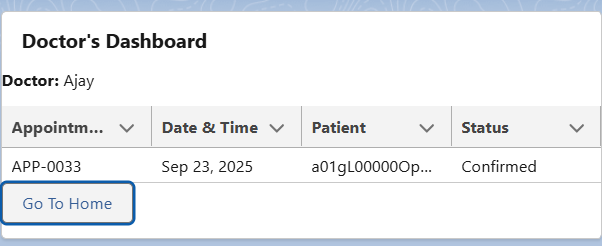 Doctor's Dashboard
Doctor: Ajay
Appointm... Date & Time Patient Status
APP-0033 Sep 23, 2025 a01gL00000Op... Confirmed
Go To Home